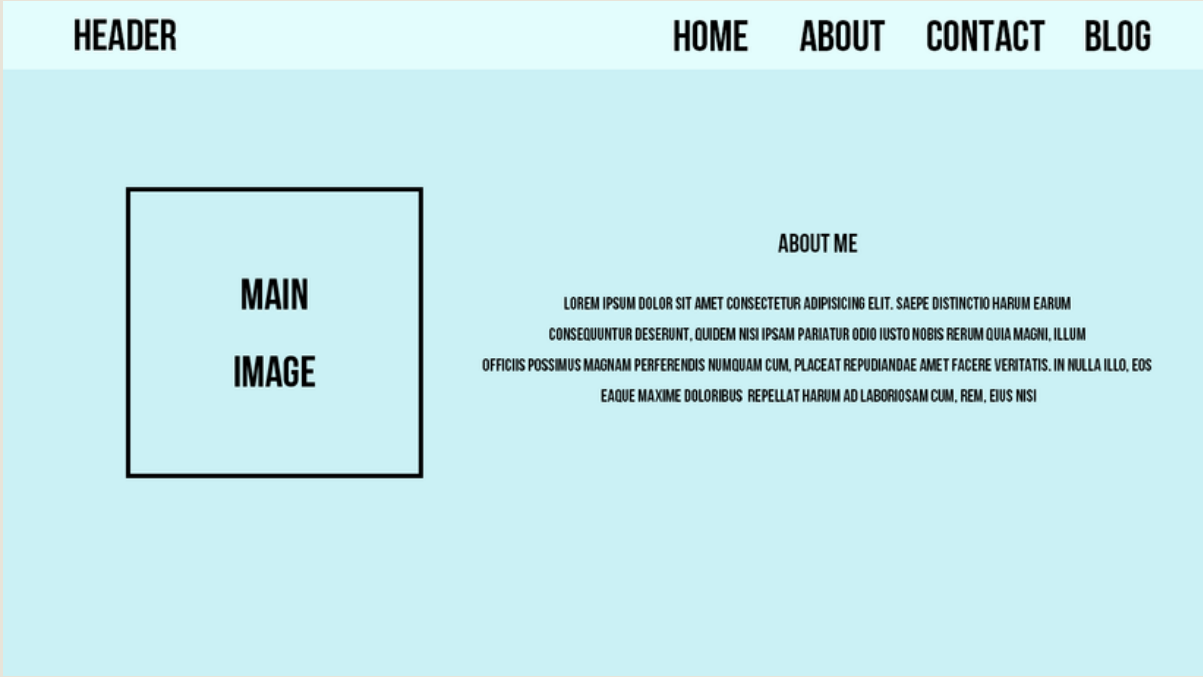 HEADER
HOME ABOUT CONTACT BLOG
MAIN
IMAGE
ABOUT ME
LOREM IPSUM DOLOR SIT AMET CONSECTETUR ADIPISICING ELIT. SAEPE DISTINCTIO HARUM EARUM
CONSEQUUNTUR DESERUNT, QUIDEM NISI IPSAM PARIATUR ODIO IUSTO NOBIS RERUM QUIA MAGNI, ILLUM
OFFICIIS POSSIMUS MAGNAM PERFERENDIS NUMQUAM CUM, PLACEAT REPUDIANDAE AMET FACERE VERITATIS. IN NULLA ILLO, EOS
EAQUE MAXIME DOLORIBUS REPELLAT HARUM AD LABORIOSAM CUM, REM, EIUS NISI